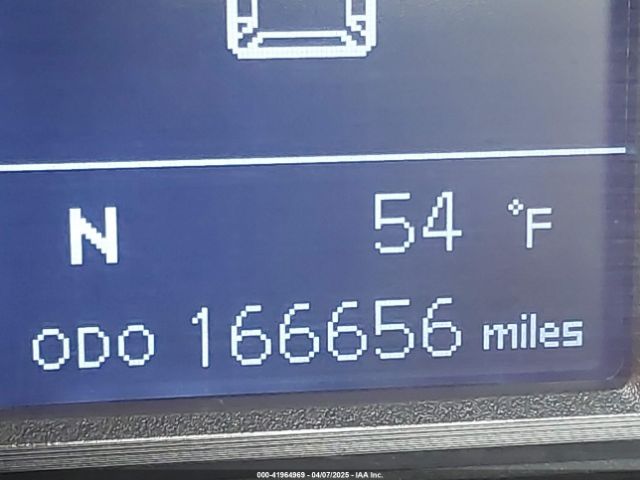 N 54 °F
ODO 166656 miles
000-41964969 - 04/07/2025 - IAA Inc.